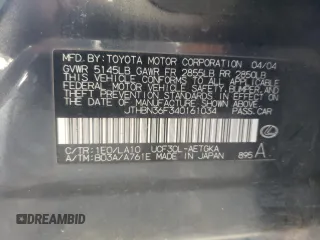 MFD. BY: TOYOTA MOTOR CORPORATION 04/04
GVWR 5145LB GAWR FR 2855LB RR 2850LB
THIS VEHICLE CONFORMS TO ALL APPLICABLE
FEDERAL MOTOR VEHICLE SAFETY, BUMPER, AND
THEFT PREVENTION STANDARDS IN EFFECT ON
THE DATE OF MANUFACTURE SHOWN ABOVE.
JTHBN36F340161034 PASS. CAR
C/TR: 1E0/LA10 UCF30L-AETGKA
A/TM: B03A/A761E MADE IN JAPAN 895 A